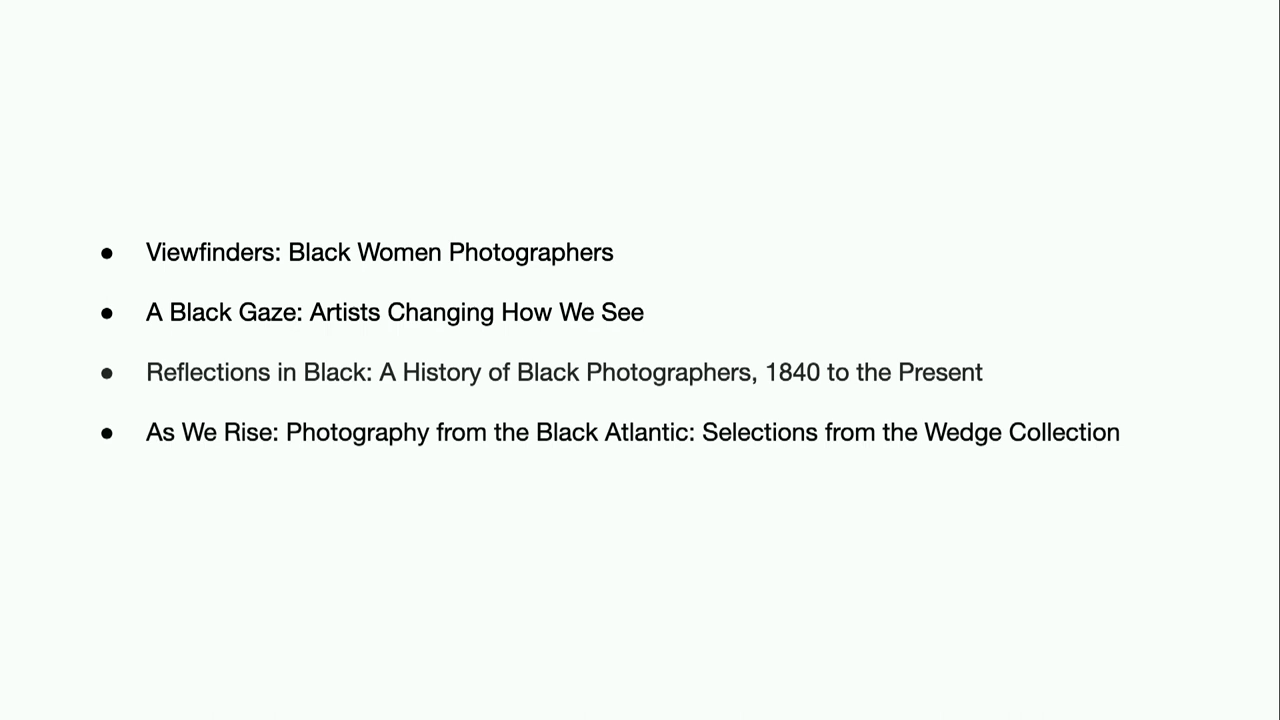 ● Viewfinders: Black Women Photographers
● A Black Gaze: Artists Changing How We See
● Reflections in Black: A History of Black Photographers, 1840 to the Present
● As We Rise: Photography from the Black Atlantic: Selections from the Wedge Collection